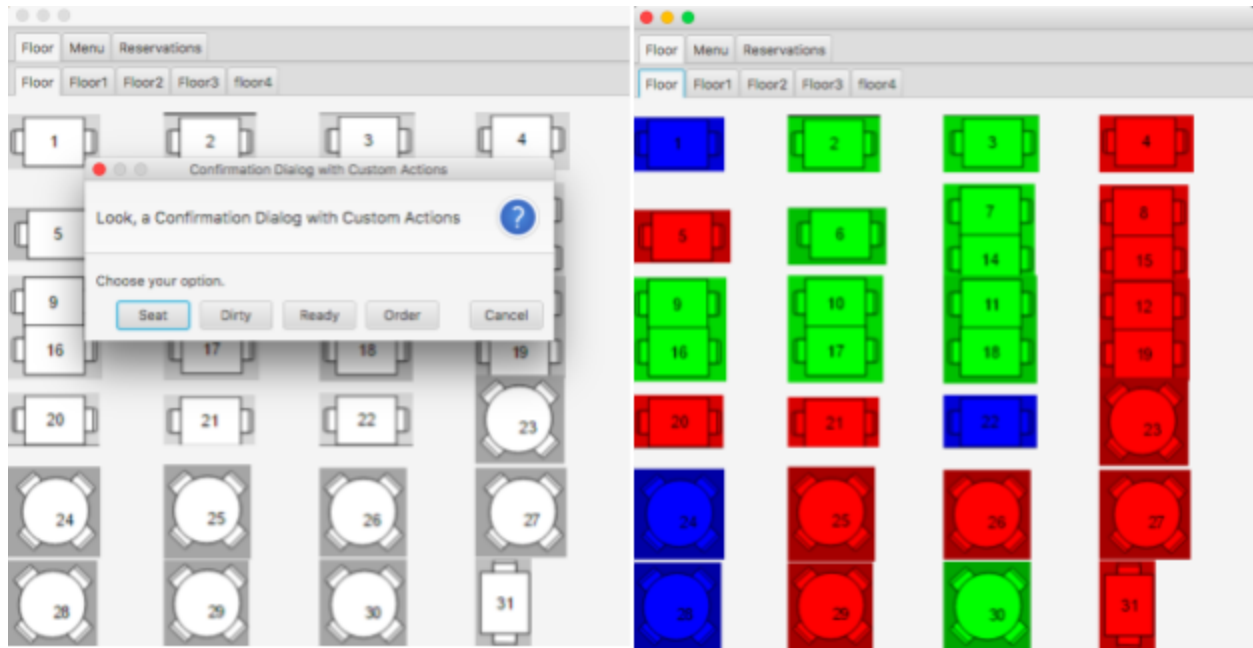 Floor Menu Reservations
Floor Floor1 Floor2 Floor3 floor4
1 2 3 4
Confirmation Dialog with Custom Actions
Look, a Confirmation Dialog with Custom Actions ?
5
Choose your option.
9
Seat Dirty Ready Order Cancel
16 17 18 19
20 21 22 23
24 25 26 27
28 29 30 31
Floor Menu Reservations
Floor Floor1 Floor2 Floor3 floor4
1 2 3 4
7 8
5 6
14 15
9 10 11 12
16 17 18 19
20 21 22 23
24 25 26 27
28 29 30 31